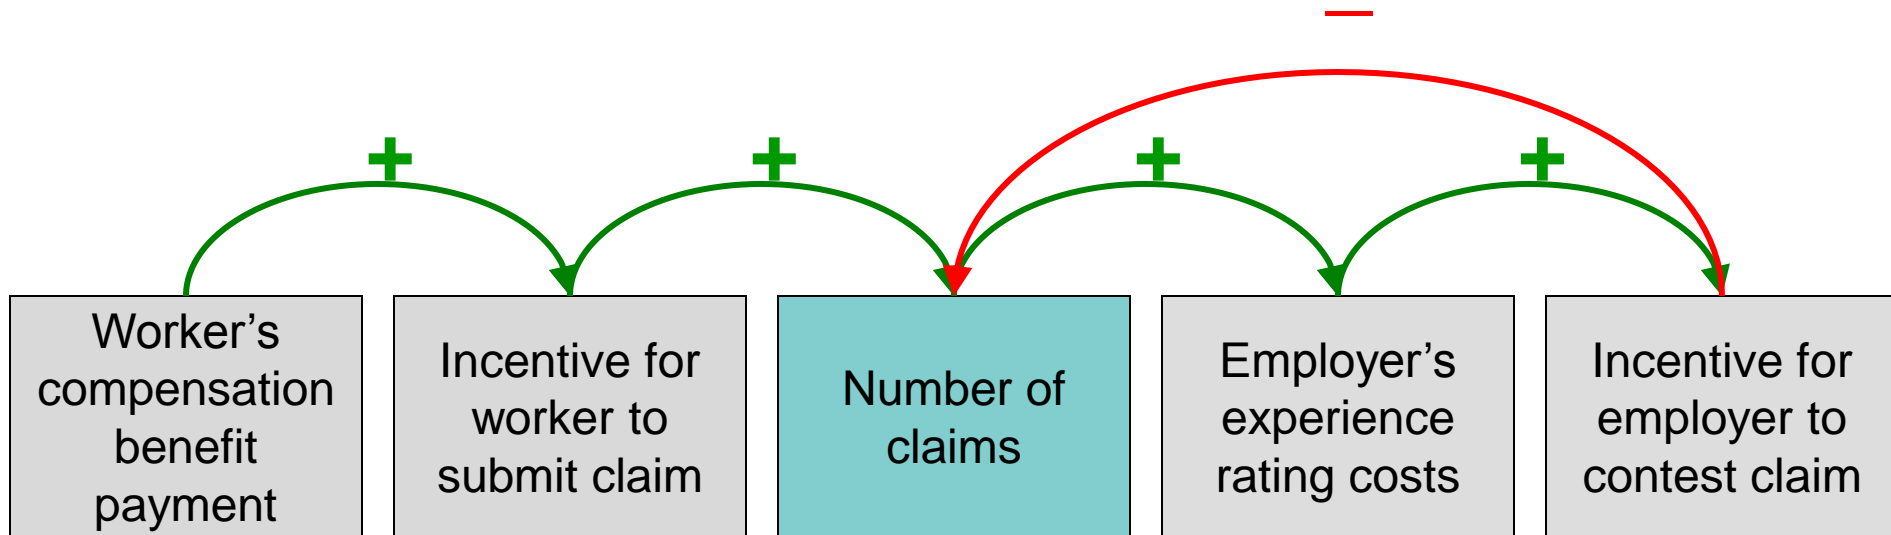 —
+
+
+
+
Worker’s
compensation
benefit
payment
Incentive for
worker to
submit claim
Number of
claims
Employer’s
experience
rating costs
Incentive for
employer to
contest claim